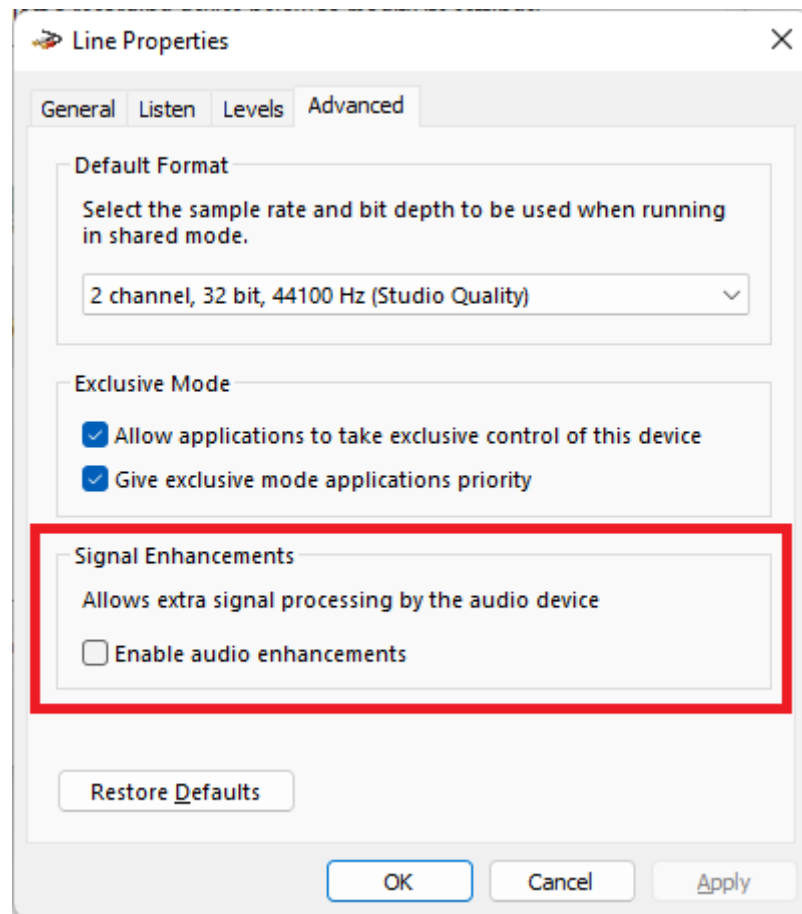 Line Properties
General Listen Levels Advanced
Default Format
Select the sample rate and bit depth to be used when running
in shared mode.
2 channel, 32 bit, 44100 Hz (Studio Quality)
Exclusive Mode
Allow applications to take exclusive control of this device
Give exclusive mode applications priority
Signal Enhancements
Allows extra signal processing by the audio device
Enable audio enhancements
Restore Defaults
OK Cancel Apply